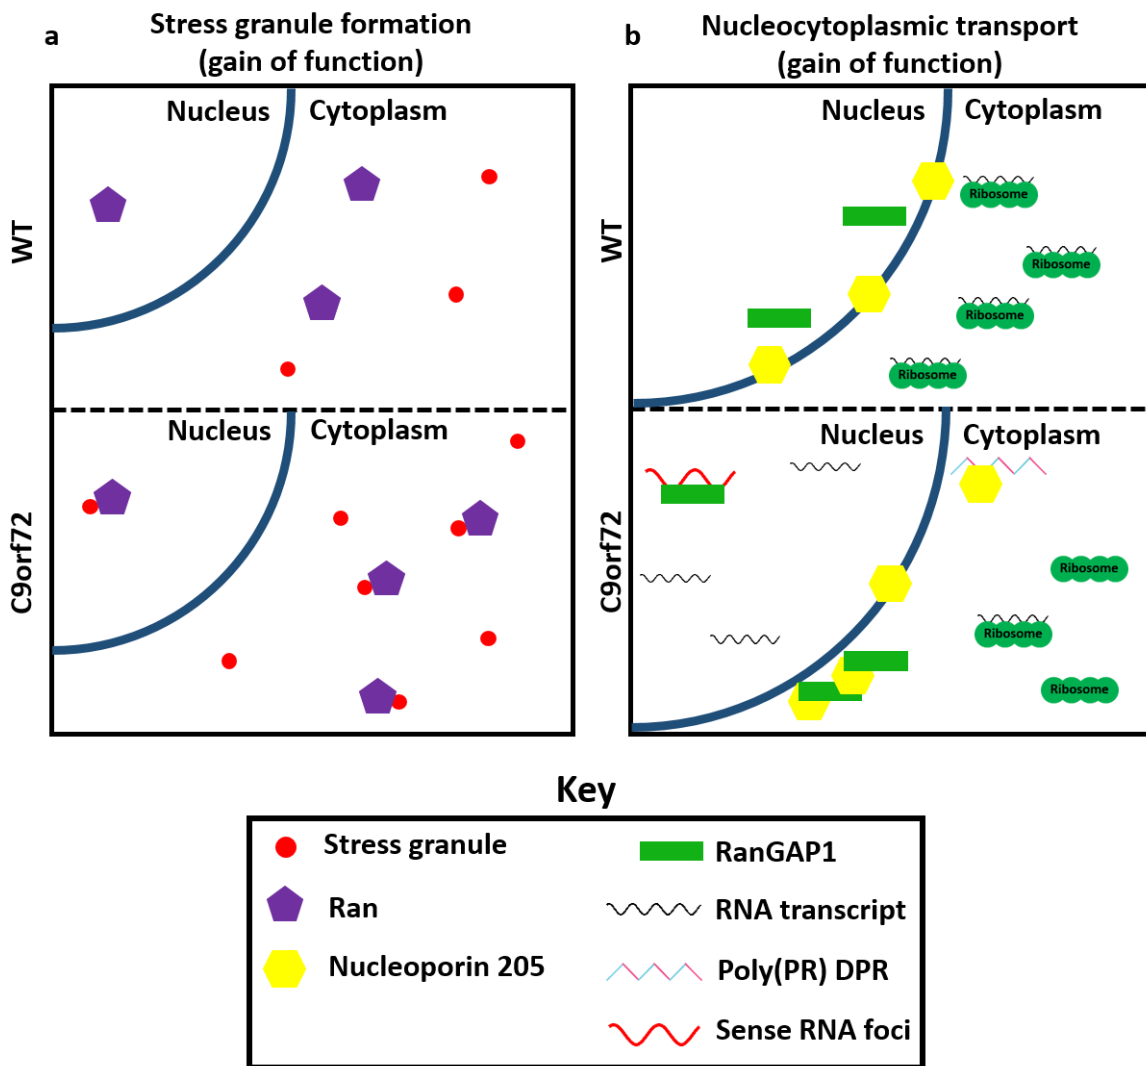 a
Stress granule formation
(gain of function)
Nucleus
Cytoplasm
WT
Nucleus
Cytoplasm
C9orf72
b
Nucleocytoplasmic transport
(gain of function)
Nucleus
Cytoplasm
WT
Ribosome
Ribosome
Ribosome
Ribosome
Nucleus
Cytoplasm
C9orf72
Ribosome
Ribosome
Ribosome
Key
Stress granule
Ran
Nucleoporin 205
RanGAP1
RNA transcript
Poly(PR) DPR
Sense RNA foci